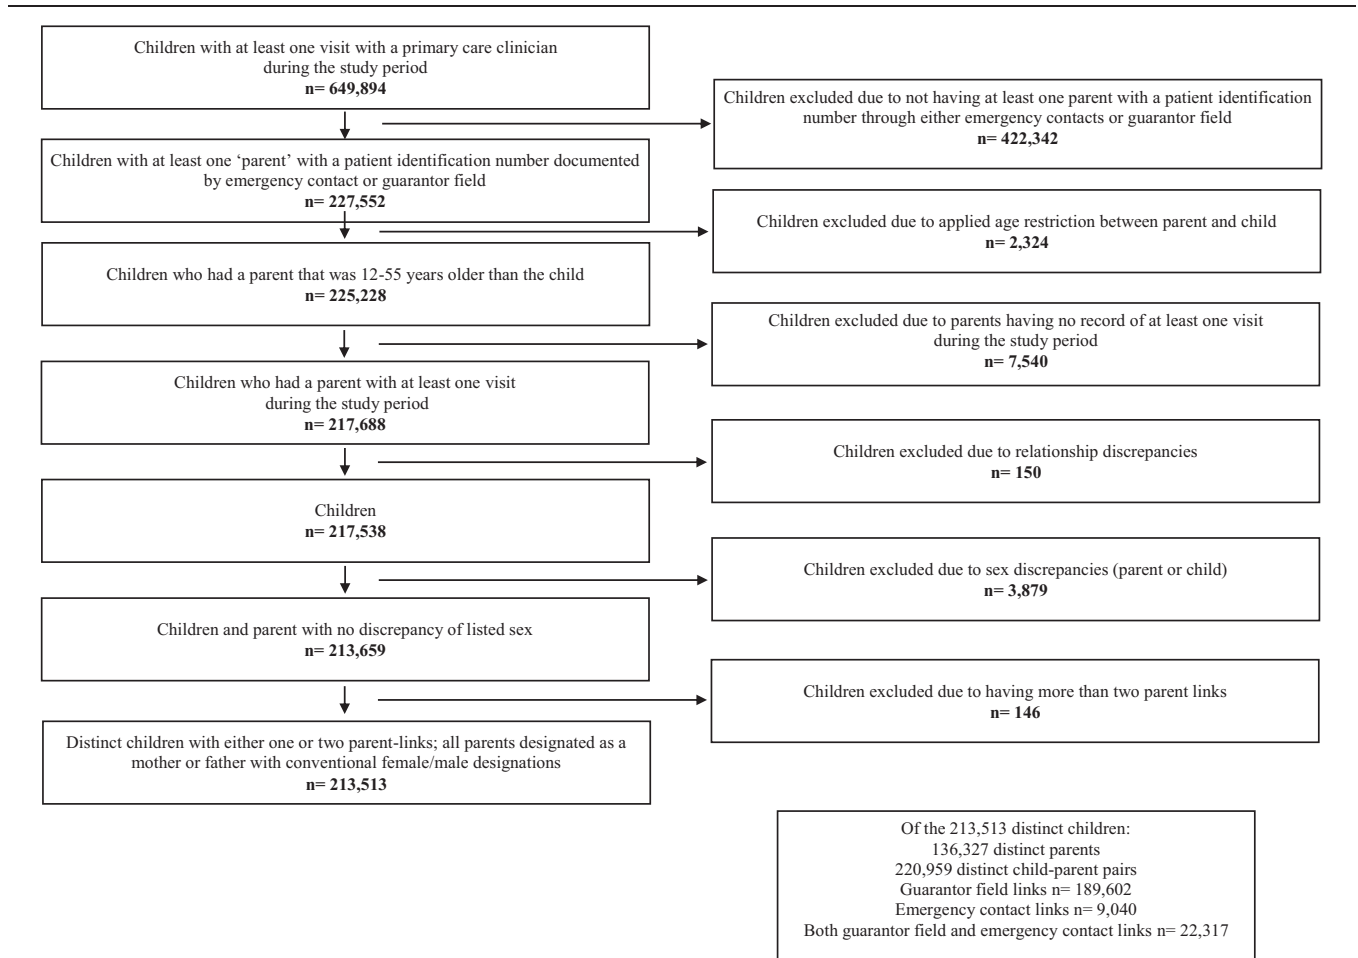 Children with at least one visit with a primary care clinician
during the study period
n= 649,894
Children excluded due to not having at least one parent with a patient identification
number through either emergency contacts or guarantor field
n= 422,342
Children with at least one ‘parent’ with a patient identification number documented
by emergency contact or guarantor field
n= 227,552
Children excluded due to applied age restriction between parent and child
n= 2,324
Children who had a parent that was 12-55 years older than the child
n= 225,228
Children excluded due to parents having no record of at least one visit
during the study period
n= 7,540
Children who had a parent with at least one visit
during the study period
n= 217,688
Children excluded due to relationship discrepancies
n= 150
Children
n= 217,538
Children excluded due to sex discrepancies (parent or child)
n= 3,879
Children and parent with no discrepancy of listed sex
n= 213,659
Children excluded due to having more than two parent links
n= 146
Distinct children with either one or two parent-links; all parents designated as a
mother or father with conventional female/male designations
n= 213,513
Of the 213,513 distinct children:
136,327 distinct parents
220,959 distinct child-parent pairs
Guarantor field links n= 189,602
Emergency contact links n= 9,040
Both guarantor field and emergency contact links n= 22,317